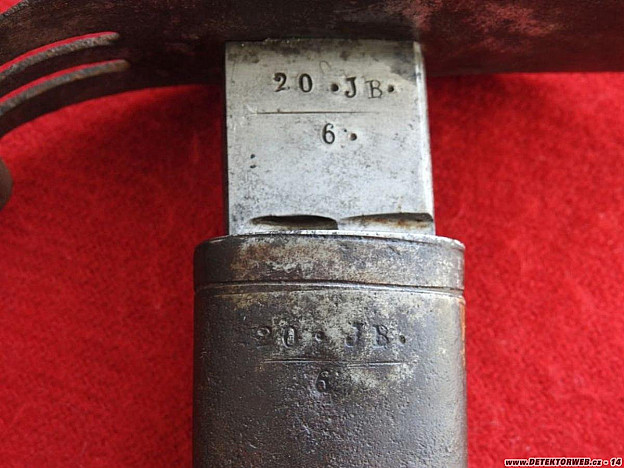 20 .JB.
6.
20 . JB.
6
www.DETEKTORWEB.cz - 14